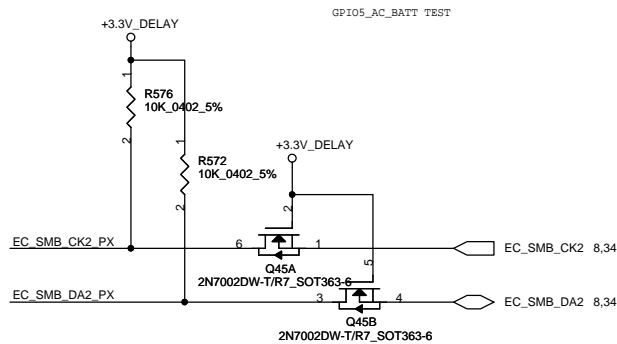 GPIO5_AC_BATT TEST
+3.3V_DELAY
1
R576
10K_0402_5%
2
1
R572
10K_0402_5%
2
+3.3V_DELAY
2
EC_SMB_CK2_PX
6
1
EC_SMB_CK2 8,34
Q45A
2N7002DW-T/R7_SOT363-6
5
EC_SMB_DA2_PX
3
4
EC_SMB_DA2 8,34
Q45B
2N7002DW-T/R7_SOT363-6